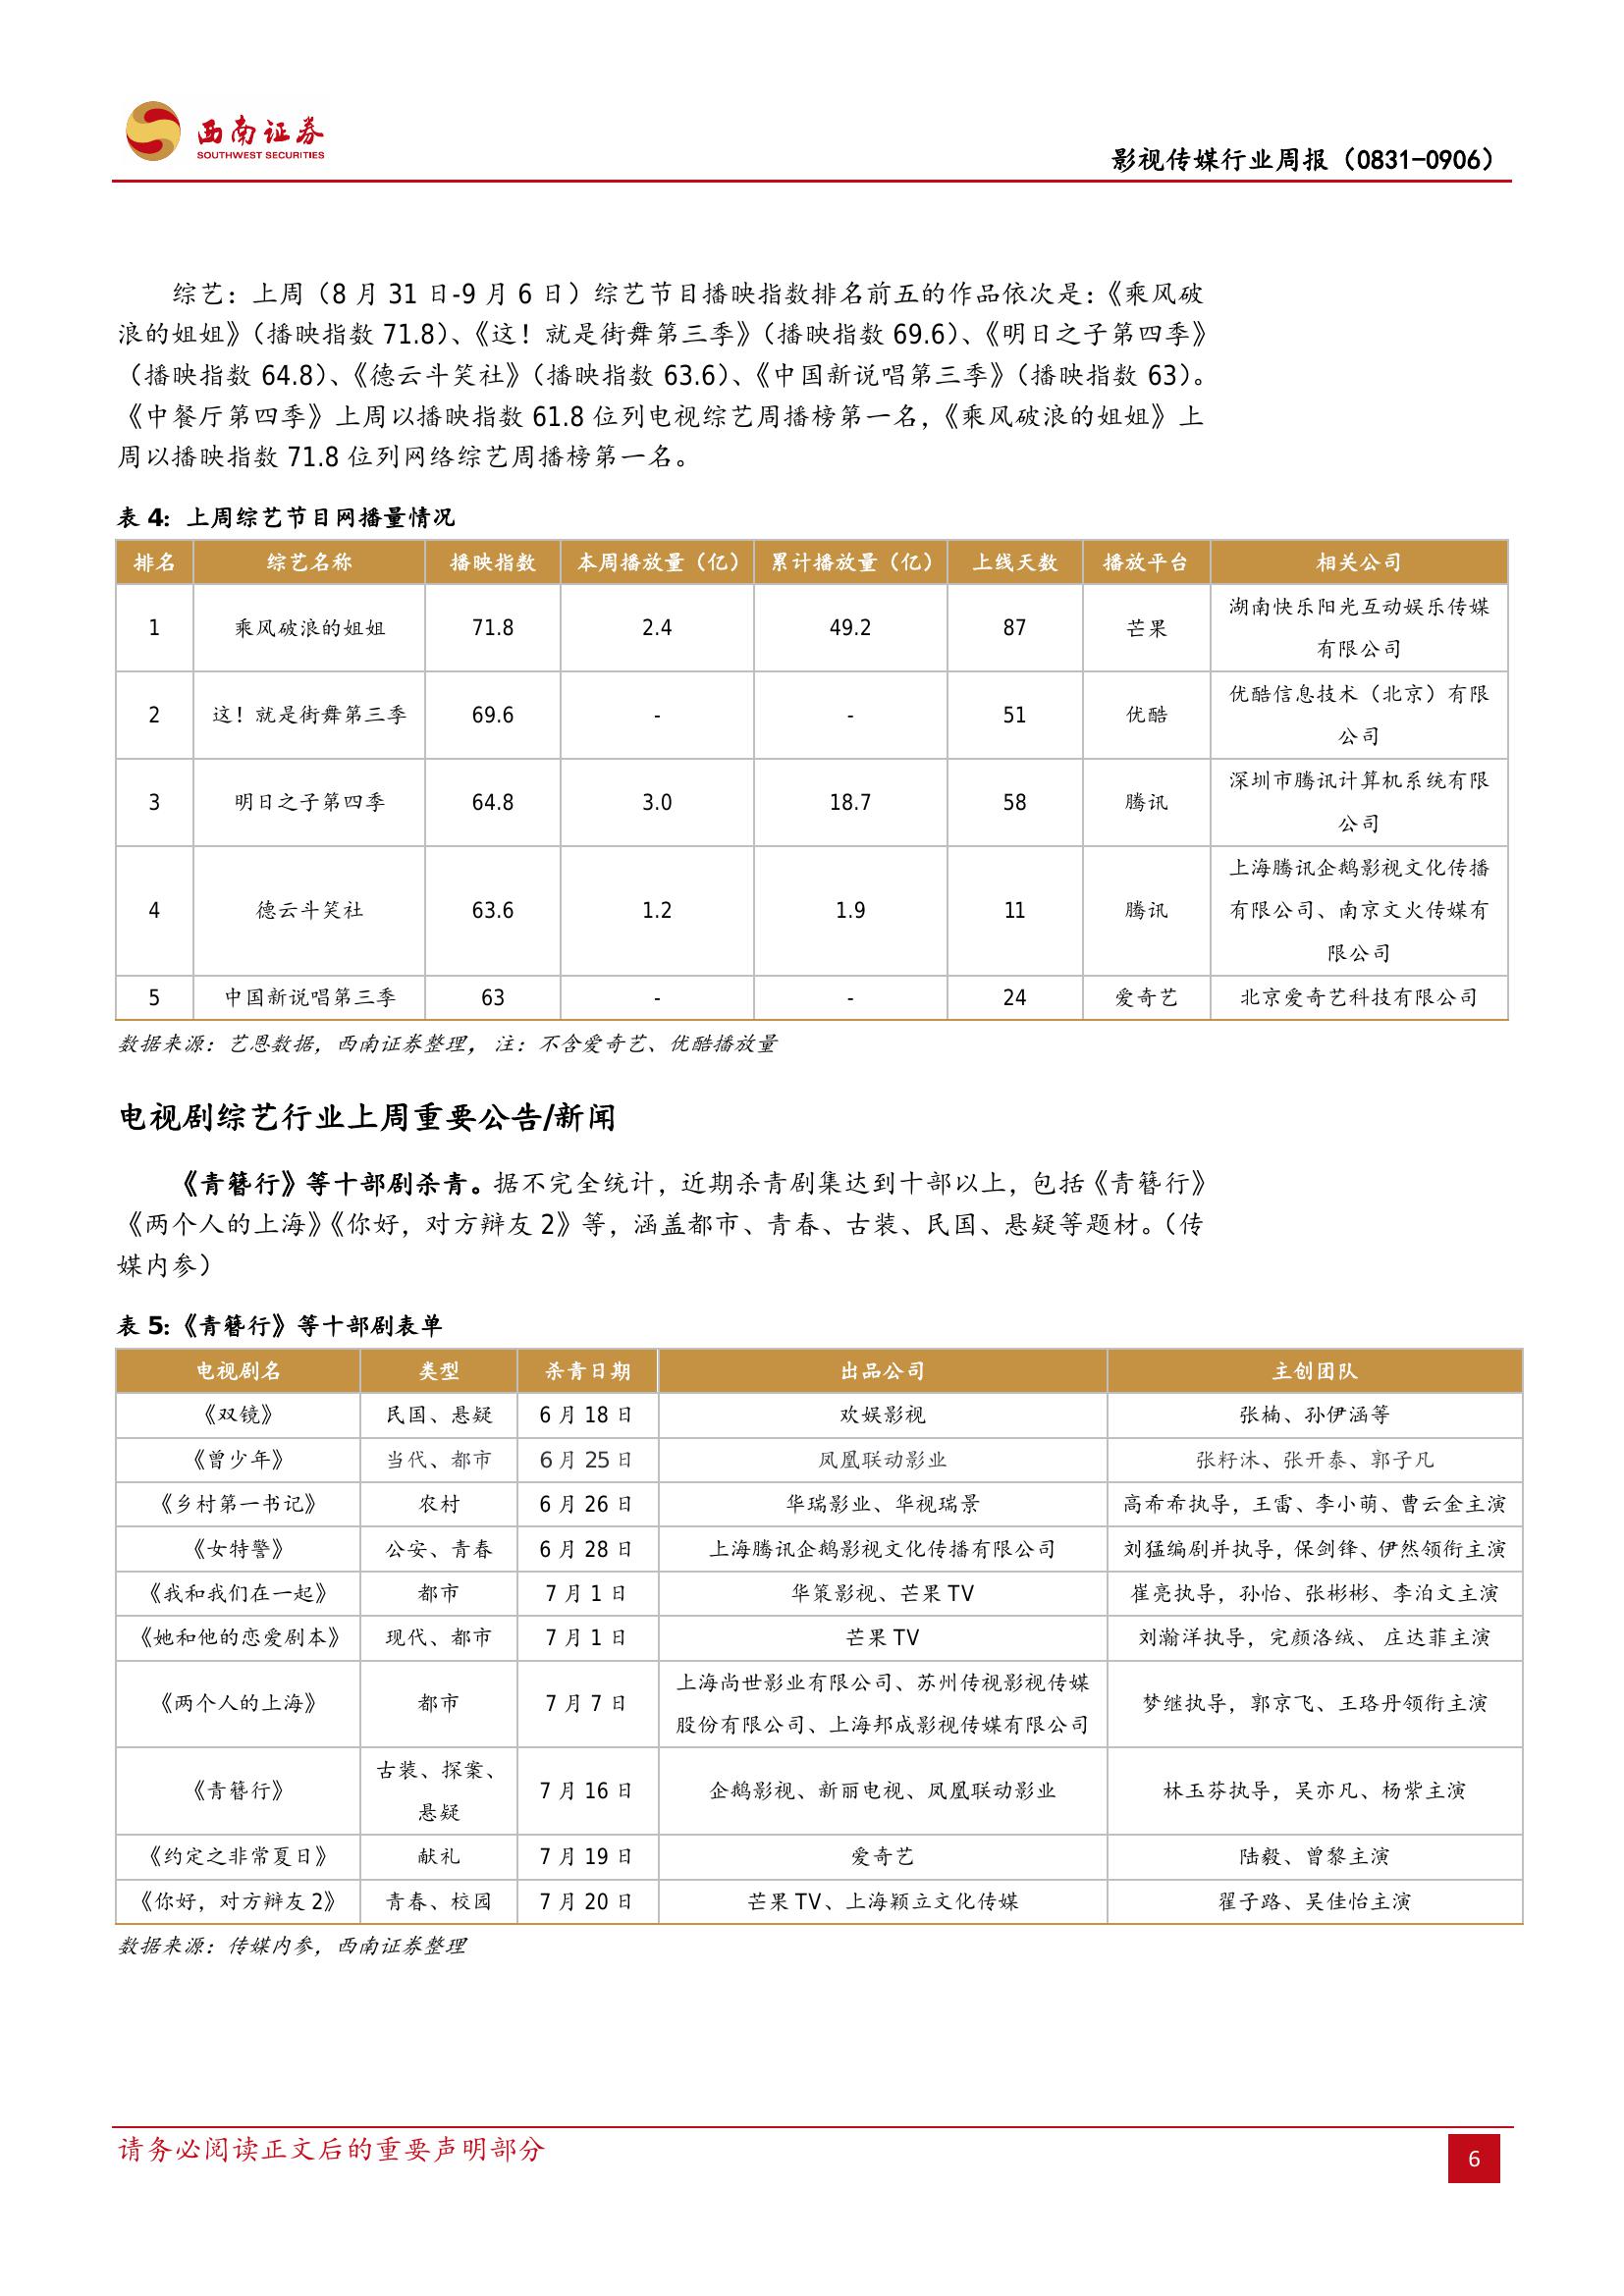 西南证券
SOUTHWEST SECURITIES
影视传媒行业周报（0831-0906）
综艺：上周（8 月 31 日-9 月 6 日）综艺节目播映指数排名前五的作品依次是：《乘风破
浪的姐姐》（播映指数 71.8）、《这！就是街舞第三季》（播映指数 69.6）、《明日之子第四季》
（播映指数 64.8）、《德云斗笑社》（播映指数 63.6）、《中国新说唱第三季》（播映指数 63）。
《中餐厅第四季》上周以播映指数 61.8 位列电视综艺周播榜第一名，《乘风破浪的姐姐》上
周以播映指数 71.8 位列网络综艺周播榜第一名。
表 4：上周综艺节目网播量情况
排名 综艺名称 播映指数 本周播放量（亿） 累计播放量（亿） 上线天数 播放平台 相关公司
1 乘风破浪的姐姐 71.8 2.4 49.2 87 芒果 湖南快乐阳光互动娱乐传媒
有限公司
2 这！就是街舞第三季 69.6 - - 51 优酷 优酷信息技术（北京）有限
公司
3 明日之子第四季 64.8 3.0 18.7 58 腾讯 深圳市腾讯计算机系统有限
公司
4 德云斗笑社 63.6 1.2 1.9 11 腾讯 上海腾讯企鹅影视文化传播
有限公司、南京文火传媒有
限公司
5 中国新说唱第三季 63 - - 24 爱奇艺 北京爱奇艺科技有限公司
数据来源：艺恩数据，西南证券整理，注：不含爱奇艺、优酷播放量
电视剧综艺行业上周重要公告/新闻
《青簪行》等十部剧杀青。据不完全统计，近期杀青剧集达到十部以上，包括《青簪行》
《两个人的上海》《你好，对方辩友 2》等，涵盖都市、青春、古装、民国、悬疑等题材。（传
媒内参）
表 5：《青簪行》等十部剧表单
电视剧名 类型 杀青日期 出品公司 主创团队
《双镜》 民国、悬疑 6 月 18 日 欢娱影视 张楠、孙伊涵等
《曾少年》 当代、都市 6 月 25 日 凤凰联动影业 张籽沐、张开泰、郭子凡
《乡村第一书记》 农村 6 月 26 日 华瑞影业、华视瑞景 高希希执导，王雷、李小萌、曹云金主演
《女特警》 公安、青春 6 月 28 日 上海腾讯企鹅影视文化传播有限公司 刘猛编剧并执导，保剑锋、伊然领衔主演
《我和我们在一起》 都市 7 月 1 日 华策影视、芒果 TV 崔亮执导，孙怡、张彬彬、李泊文主演
《她和他的恋爱剧本》 现代、都市 7 月 1 日 芒果 TV 刘瀚洋执导，完颜洛绒、 庄达菲主演
《两个人的上海》 都市 7 月 7 日 上海尚世影业有限公司、苏州传视影视传媒
股份有限公司、上海邦成影视传媒有限公司 梦继执导，郭京飞、王珞丹领衔主演
《青簪行》 古装、探案、
悬疑 7 月 16 日 企鹅影视、新丽电视、凤凰联动影业 林玉芬执导，吴亦凡、杨紫主演
《约定之非常夏日》 献礼 7 月 19 日 爱奇艺 陆毅、曾黎主演
《你好，对方辩友 2》 青春、校园 7 月 20 日 芒果 TV、上海颖立文化传媒 翟子路、吴佳怡主演
数据来源：传媒内参，西南证券整理
请务必阅读正文后的重要声明部分
6